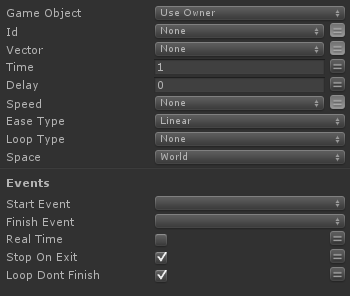 Game Object Use Owner
Id None
Vector None
Time 1
Delay 0
Speed None
Ease Type Linear
Loop Type None
Space World
Events
Start Event
Finish Event
Real Time
Stop On Exit
Loop Dont Finish